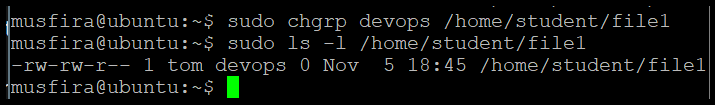 musfira@ubuntu:~$ sudo chgrp devops /home/student/file1
musfira@ubuntu:~$ sudo ls -l /home/student/file1
-rw-rw-r-- 1 tom devops 0 Nov  5 18:45 /home/student/file1
musfira@ubuntu:~$